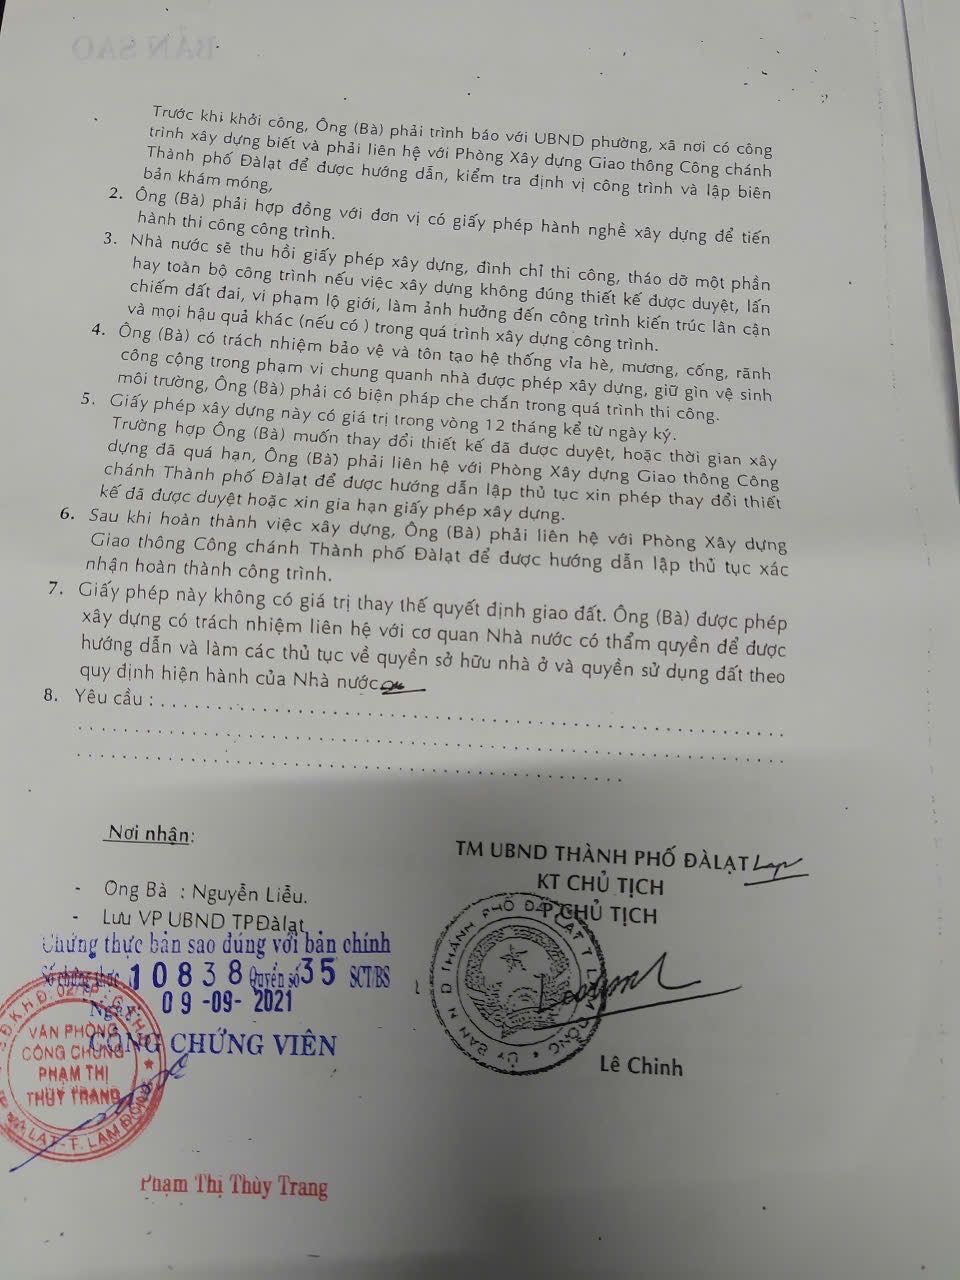 Trước khi khởi công, Ông (Bà) phải trình báo với UBND phường, xã nơi có công
trình xây dựng biết và phải liên hệ với Phòng Xây dựng Giao thông Công chánh
Thành phố Đàlạt để được hướng dẫn, kiểm tra định vị công trình và lập biên
bản khám móng,
2. Ông (Bà) phải hợp đồng với đơn vị có giấy phép hành nghề xây dựng để tiến
hành thi công công trình.
3. Nhà nước sẽ thu hồi giấy phép xây dựng, đình chỉ thi công, tháo dỡ một phần
hay toàn bộ công trình nếu việc xây dựng không đúng thiết kế được duyệt, lấn
chiếm đất đai, vi phạm lộ giới, làm ảnh hưởng đến công trình kiến trúc lân cận
và mọi hậu quả khác (nếu có ) trong quá trình xây dựng công trình.
4. Ông (Bà) có trách nhiệm bảo vệ và tôn tạo hệ thống vỉa hè, mương, cống, rãnh
công cộng trong phạm vi chung quanh nhà được phép xây dựng, giữ gìn vệ sinh
môi trường, Ông (Bà) phải có biện pháp che chắn trong quá trình thi công.
5. Giấy phép xây dựng này có giá trị trong vòng 12 tháng kể từ ngày ký.
Trường hợp Ông (Bà) muốn thay đổi thiết kế đã được duyệt, hoặc thời gian xây
dựng đã quá hạn, Ông (Bà) phải liên hệ với Phòng Xây dựng Giao thông Công
chánh Thành phố Đàlạt để được hướng dẫn lập thủ tục xin phép thay đổi thiết
kế đã được duyệt hoặc xin gia hạn giấy phép xây dựng.
6. Sau khi hoàn thành việc xây dựng, Ông (Bà) phải liên hệ với Phòng Xây dựng
Giao thông Công chánh Thành phố Đàlạt để được hướng dẫn lập thủ tục xác
nhận hoàn thành công trình.
7. Giấy phép này không có giá trị thay thế quyết định giao đất. Ông (Bà) được phép
xây dựng có trách nhiệm liên hệ với cơ quan Nhà nước có thẩm quyền để được
hướng dẫn và làm các thủ tục về quyền sở hữu nhà ở và quyền sử dụng đất theo
quy định hiện hành của Nhà nước
8. Yêu cầu : . . . . . . . . . . . . . . . . . . . . . . . . . . . . . . . . . . . . . . . . . .
Nơi nhận:
- Ong Bà : Nguyễn Liễu.
- Lưu VP UBND TPĐàlạt
TM UBND THÀNH PHỐ ĐÀLẠT
KT CHỦ TỊCH
P CHỦ TỊCH
Lê Chinh
Chứng thực bản sao đúng với bản chính
Số chứng thực 10838 Quyển số 35 SCT/BS
Ngày: 09-09-2021
CÔNG CHỨNG VIÊN
VĂN PHÒNG
CÔNG CHỨNG
PHẠM THỊ
THÙY TRANG
Phạm Thị Thùy Trang